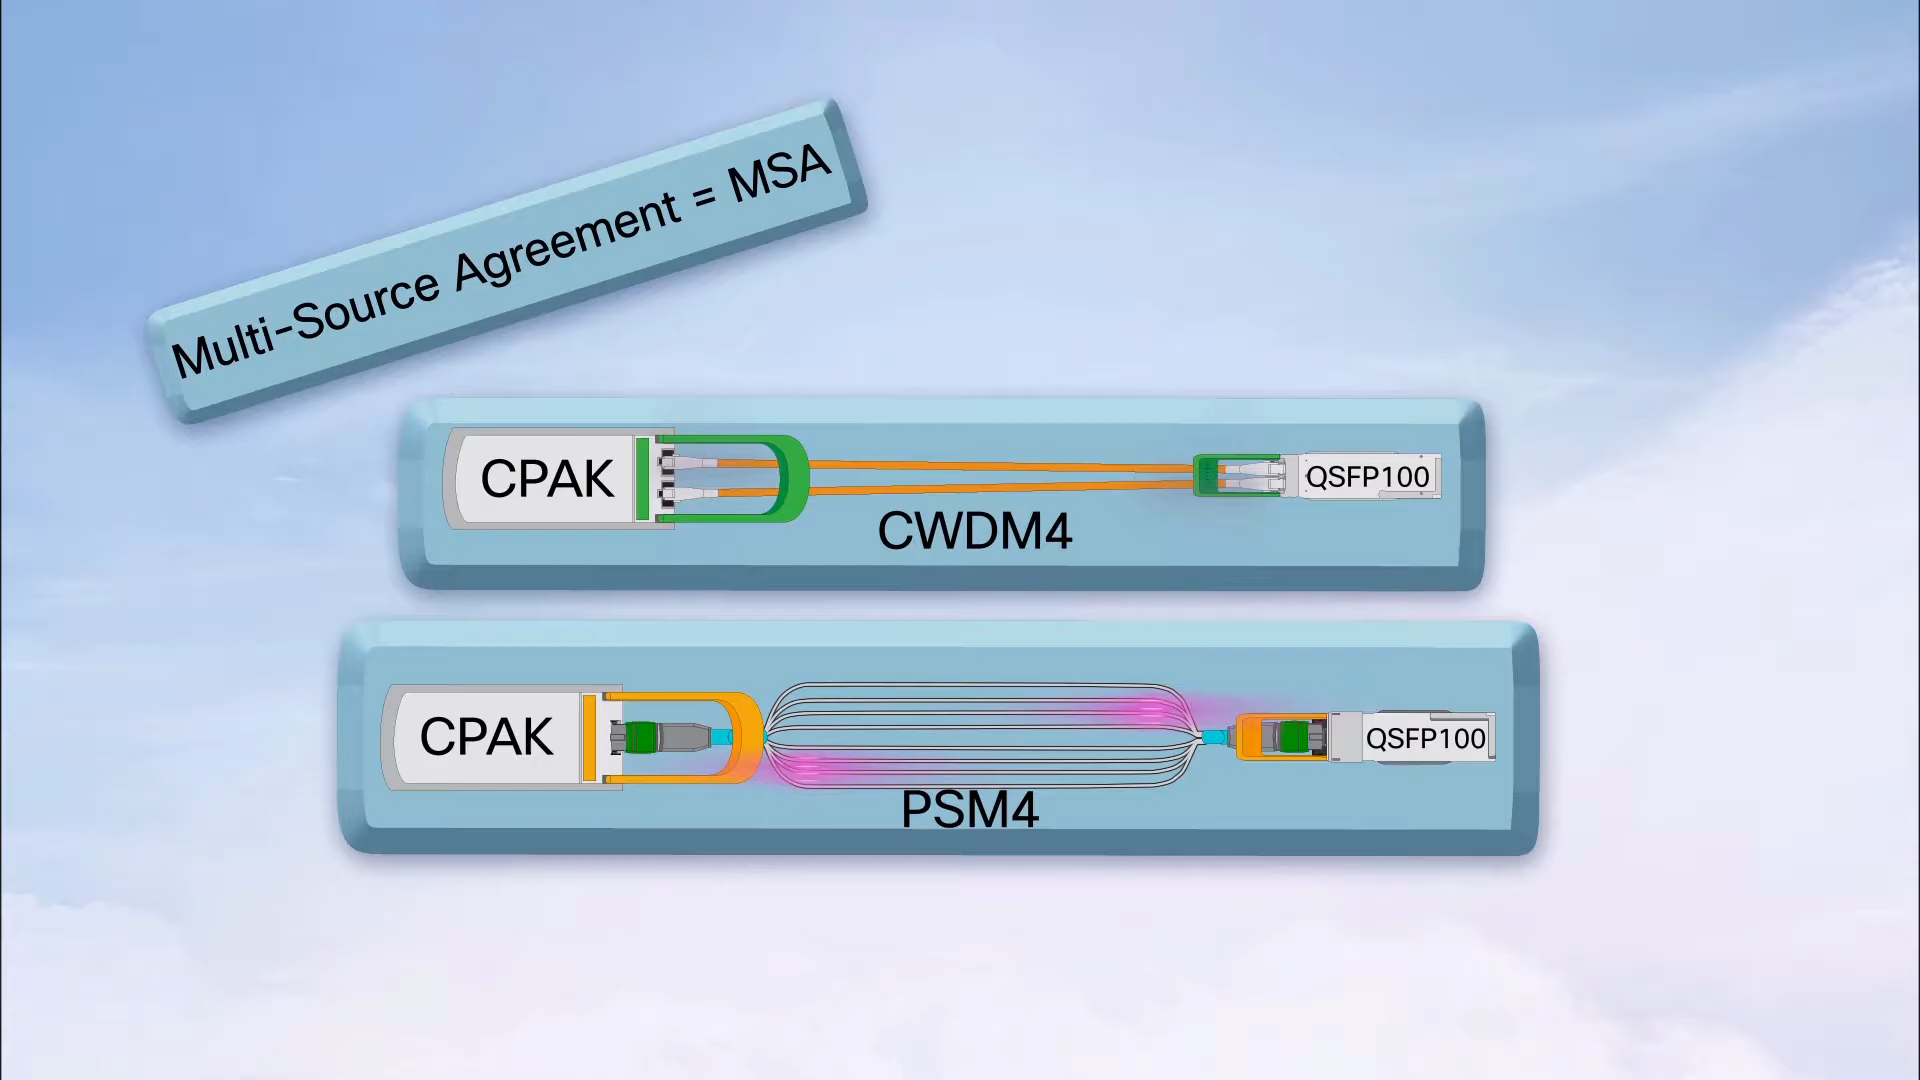 Multi-Source Agreement = MSA
CPAK
QSFP100
CWDM4
CPAK
QSFP100
PSM4